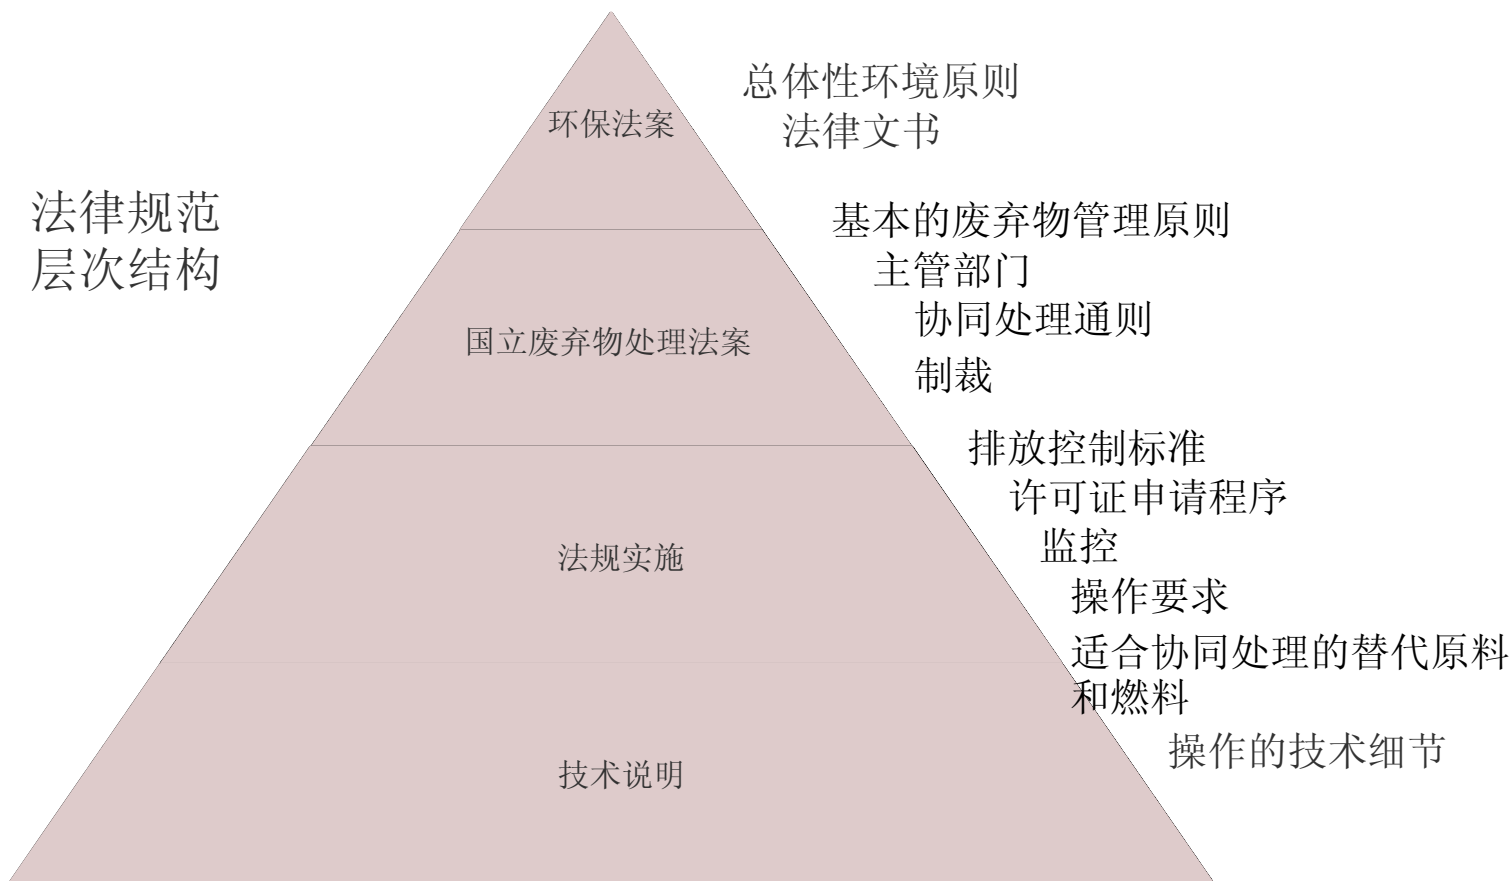 法律规范
层次结构
环保法案
总体性环境原则
法律文书
国立废弃物处理法案
基本的废弃物管理原则
主管部门
协同处理通则
制裁
法规实施
排放控制标准
许可证申请程序
监控
操作要求
适合协同处理的替代原料
和燃料
技术说明
操作的技术细节